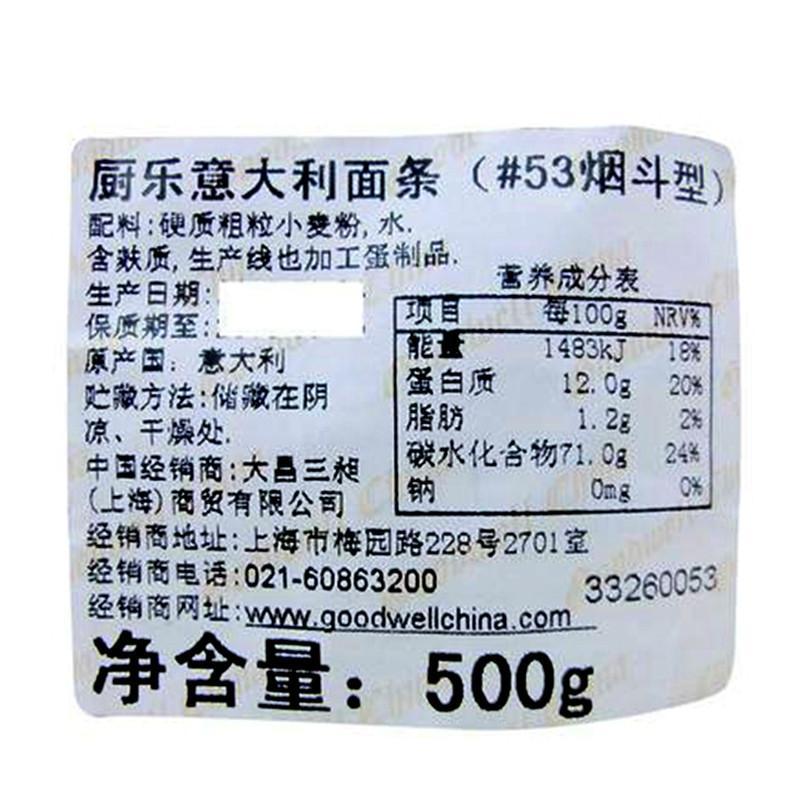 厨乐意大利面条（#53烟斗型）
配料:硬质粗粒小麦粉,水.
含麸质,生产线也加工蛋制品.
生产日期:
保质期至:
原产国: 意大利
贮藏方法:储藏在阴
凉、干燥处.
中国经销商:大昌三昶
(上海)商贸有限公司
营养成分表
项目 每100g NRV%
能量 1483kJ 18%
蛋白质 12.0g 20%
脂肪 1.2g 2%
碳水化合物71.0g 24%
钠 0mg 0%
经销商地址:上海市梅园路228号2701室
经销商电话:021-60863200
经销商网址:www.goodwellchina.com
33260053
净含量: 500g